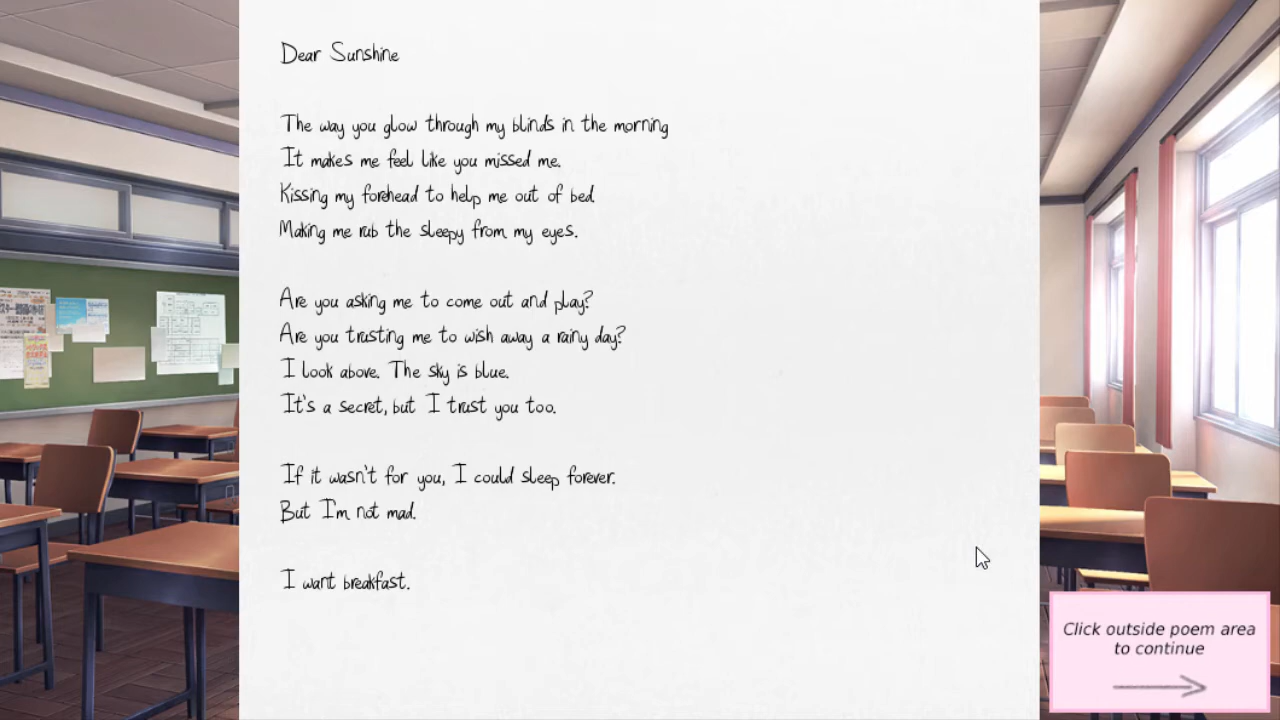 Dear Sunshine
The way you glow through my blinds in the morning
It makes me feel like you missed me.
Kissing my forehead to help me out of bed
Making me rub the sleepy from my eyes.
Are you asking me to come out and play?
Are you trusting me to wish away a rainy day?
I look above. The sky is blue.
It's a secret, but I trust you too.
If it wasn't for you, I could sleep forever.
But I'm not mad.
I want breakfast.
Click outside poem area
to continue